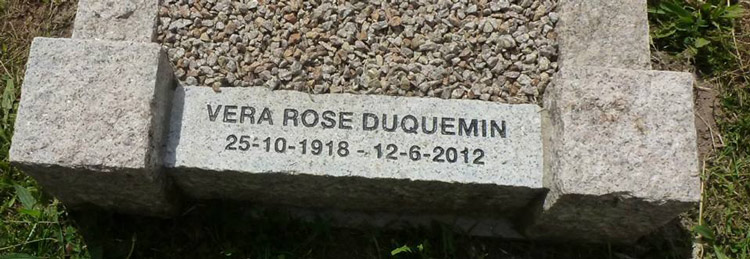 VERA ROSE DUQUEMIN
25-10-1918 - 12-6-2012